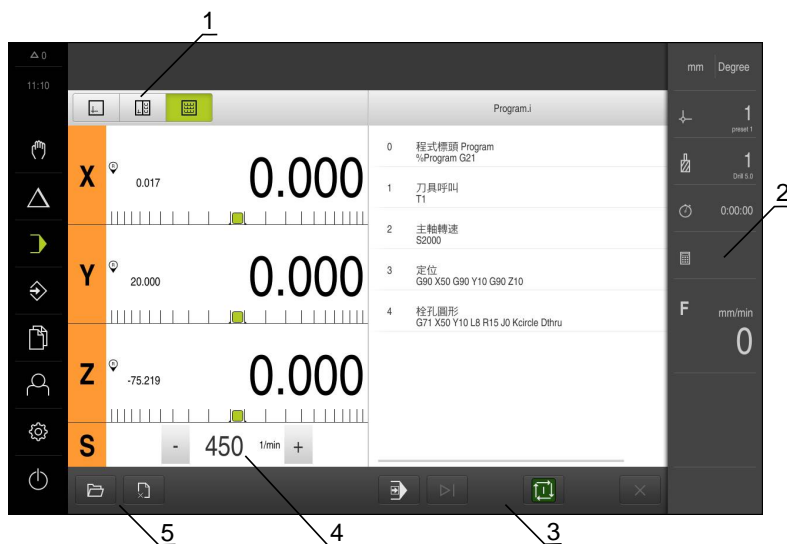 1
0
11:10
mm Degree
Program.i
1
preset 1
1
Drill 5.0
0:00:00
2
F mm/min
0
X R 0.017 0.000
Y R 20.000 0.000
Z R -75.219 0.000
S - 450 1/min +
0 程式標頭 Program
%Program G21
1 刀具呼叫
T1
2 主軸轉速
S2000
3 定位
G90 X50 G90 Y10 G90 Z10
4 栓孔圓形
G71 X50 Y10 L8 R15 J0 Kcircle Dthru
5
4
3